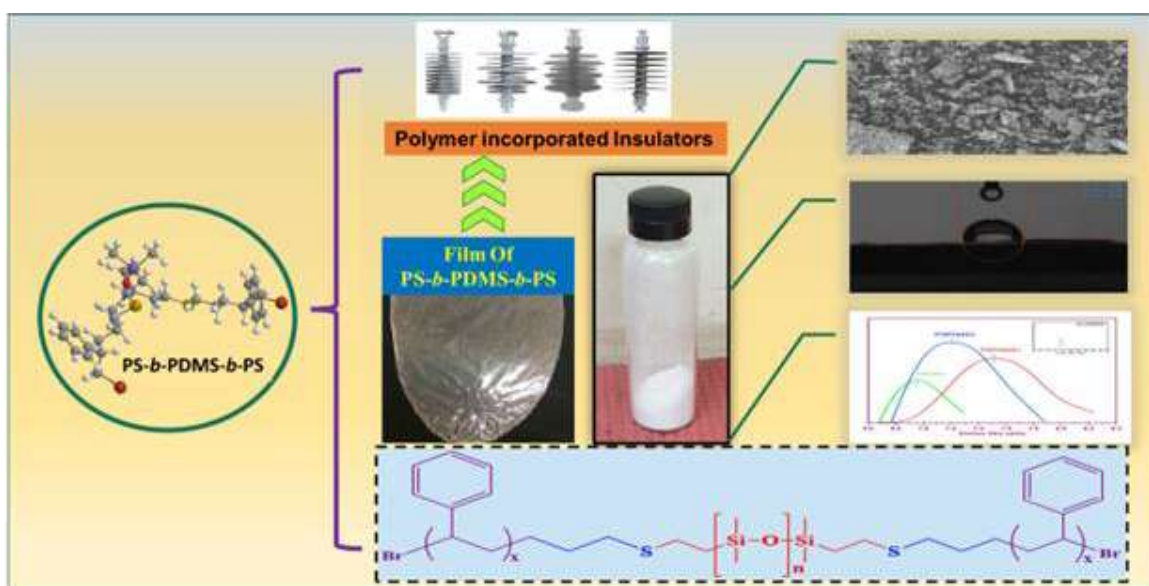 Polymer incorporated Insulators
Film Of
PS-b-PDMS-b-PS
PS-b-PDMS-b-PS
Br
x
S
Si
O
Si
n
S
x
Br